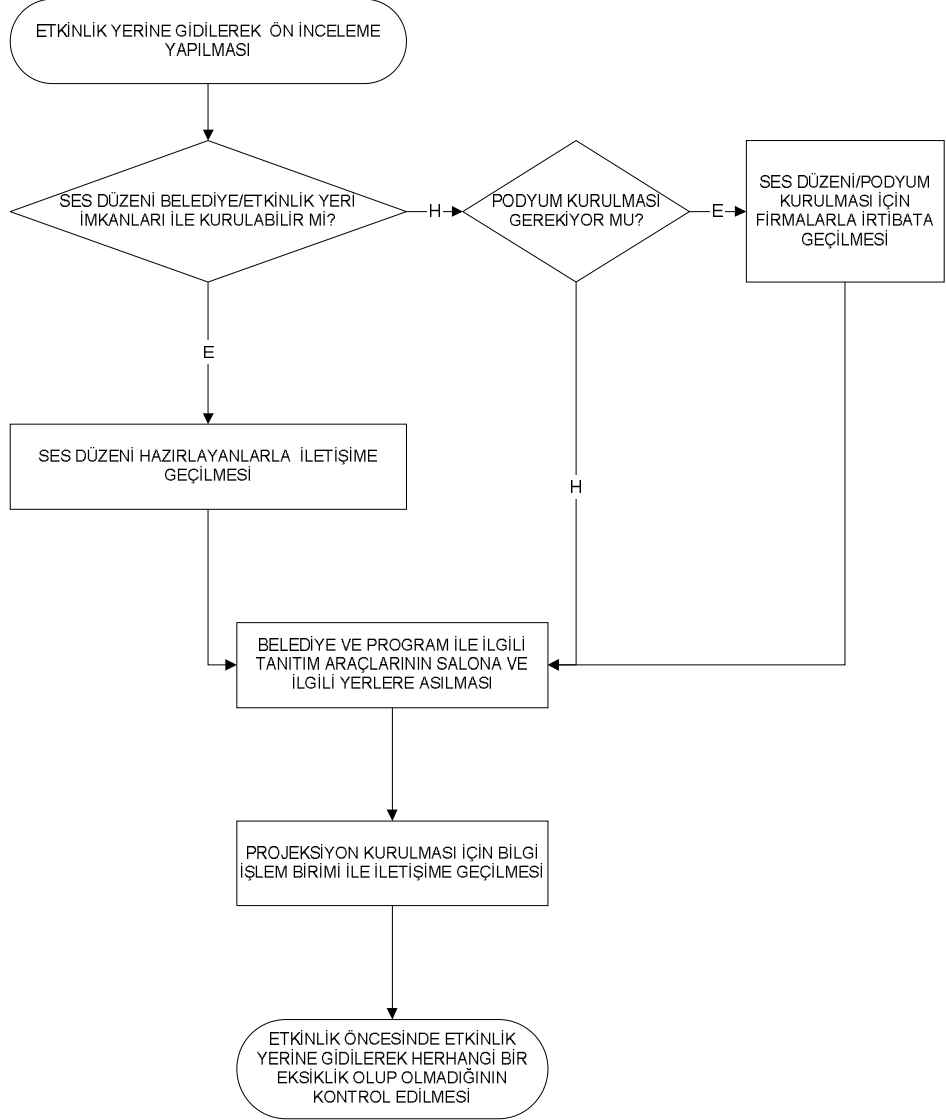 ETKİNLİK YERİNE GİDİLEREK ÖN İNCELEME
YAPILMASI
SES DÜZENİ BELEDİYE/ETKİNLİK YERİ
İMKANLARI İLE KURULABİLİR Mİ?
H
PODYUM KURULMASI
GEREKİYOR MU?
E
SES DÜZENİ/PODYUM
KURULMASI İÇİN
FİRMALARLA İRTİBATA
GEÇİLMESİ
E
SES DÜZENİ HAZIRLAYANLARLA İLETİŞİME
GEÇİLMESİ
H
BELEDİYE VE PROGRAM İLE İLGİLİ
TANITIM ARAÇLARININ SALONA VE
İLGİLİ YERLERE ASILMASI
PROJEKSİYON KURULMASI İÇİN BİLGİ
İŞLEM BİRİMİ İLE İLETİŞİME GEÇİLMESİ
ETKİNLİK ÖNCESİNDE ETKİNLİK
YERİNE GİDİLEREK HERHANGİ BİR
EKSİKLİK OLUP OLMADIĞININ
KONTROL EDİLMESİ